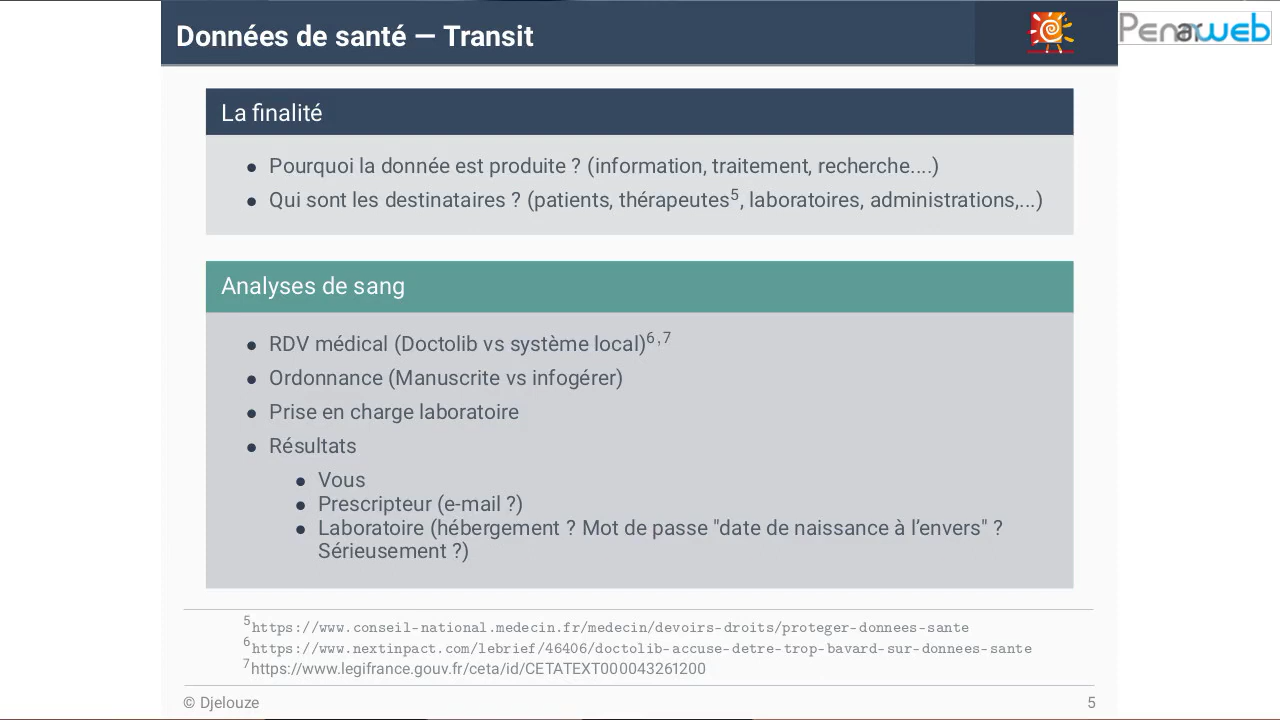 Données de santé — Transit
Penarweb
La finalité
• Pourquoi la donnée est produite ? (information, traitement, recherche....)
• Qui sont les destinataires ? (patients, thérapeutes⁵, laboratoires, administrations,...)
Analyses de sang
• RDV médical (Doctolib vs système local)⁶,⁷
• Ordonnance (Manuscrite vs infogérer)
• Prise en charge laboratoire
• Résultats
• Vous
• Prescripteur (e-mail ?)
• Laboratoire (hébergement ? Mot de passe "date de naissance à l’envers" ?
Sérieusement ?)
⁵https://www.conseil-national.medecin.fr/medecin/devoirs-droits/proteger-donnees-sante
⁶https://www.nextinpact.com/lebrief/46406/doctolib-accuse-detre-trop-bavard-sur-donnees-sante
⁷https://www.legifrance.gouv.fr/ceta/id/CETATEXT000043261200
© Djelouze
5